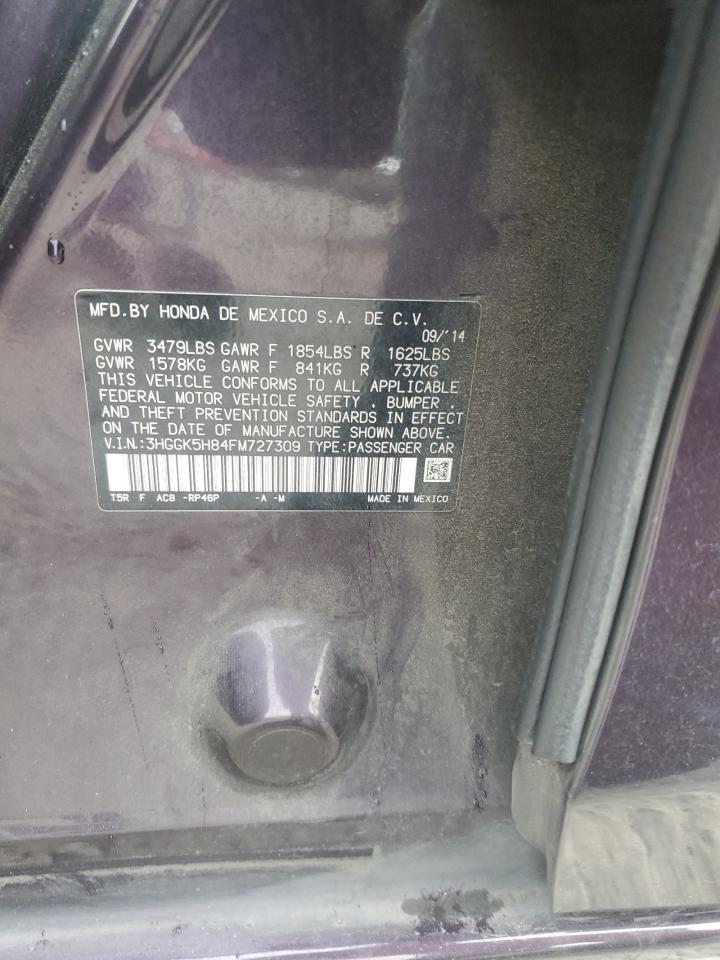 MFD.BY HONDA DE MEXICO S.A. DE C.V.
09/'14
GVWR 3479LBS GAWR F 1854LBS R 1625LBS
GVWR 1578KG GAWR F 841KG R 737KG
THIS VEHICLE CONFORMS TO ALL APPLICABLE
FEDERAL MOTOR VEHICLE SAFETY . BUMPER .
AND THEFT PREVENTION STANDARDS IN EFFECT
ON THE DATE OF MANUFACTURE SHOWN ABOVE.
V.I.N.:3HGGK5H84FM727309 TYPE:PASSENGER CAR
T5R F AC8 -RP46P -A -M MADE IN MEXICO